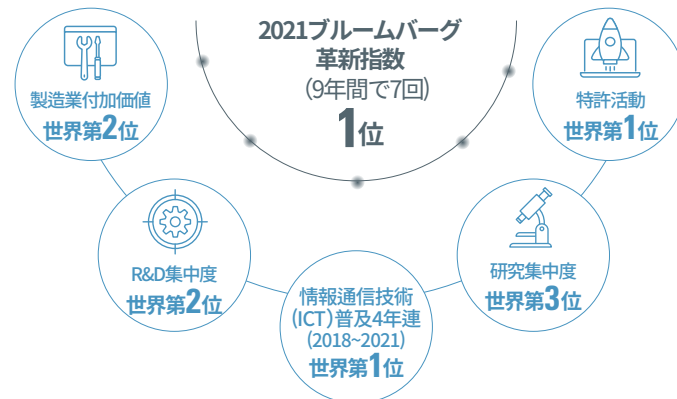 2021ブルームバーグ
革新指数
(9年間で7回)
1位
製造業付加価値
世界第2位
特許活動
世界第1位
R&D集中度
世界第2位
研究集中度
世界第3位
情報通信技術
(ICT)普及4年連
(2018~2021)
世界第1位